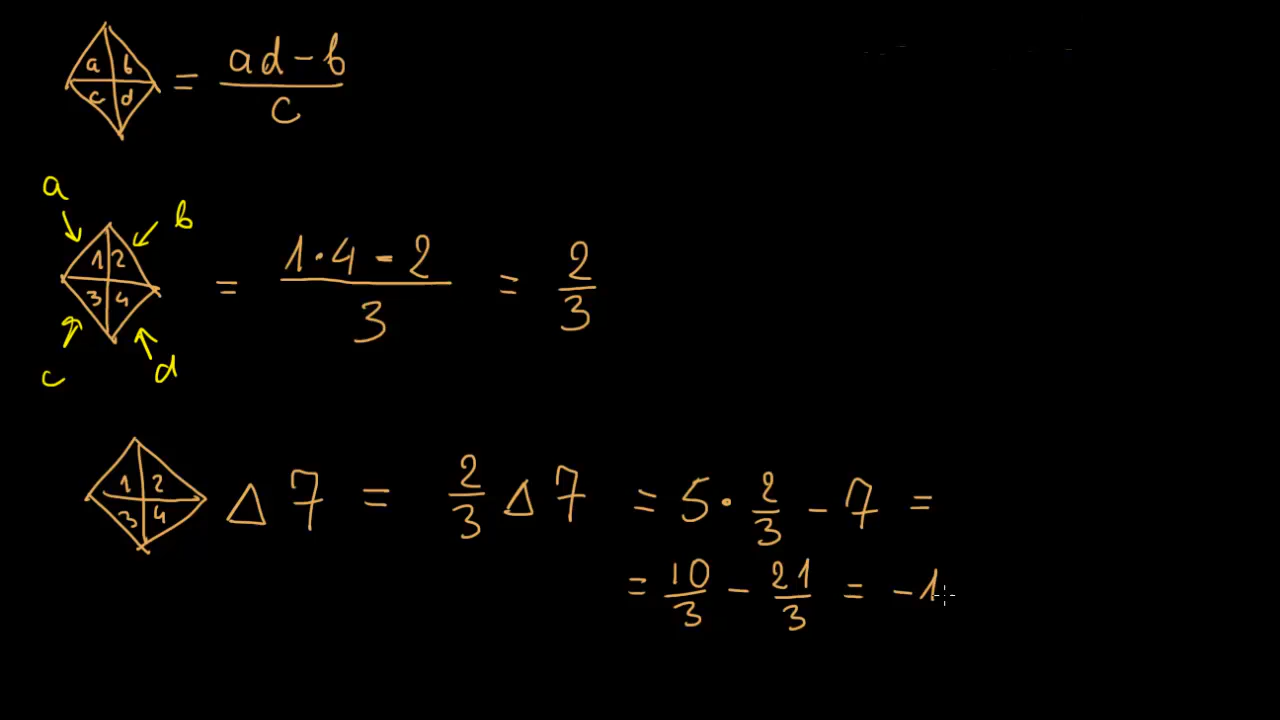 a b c d = (ad - b) / c
a b
1 2 3 4 = (1 · 4 - 2) / 3 = 2/3
c d
1 2 3 4 Δ 7 = 2/3 Δ 7 = 5 · 2/3 - 7 =
= 10/3 - 21/3 = -1